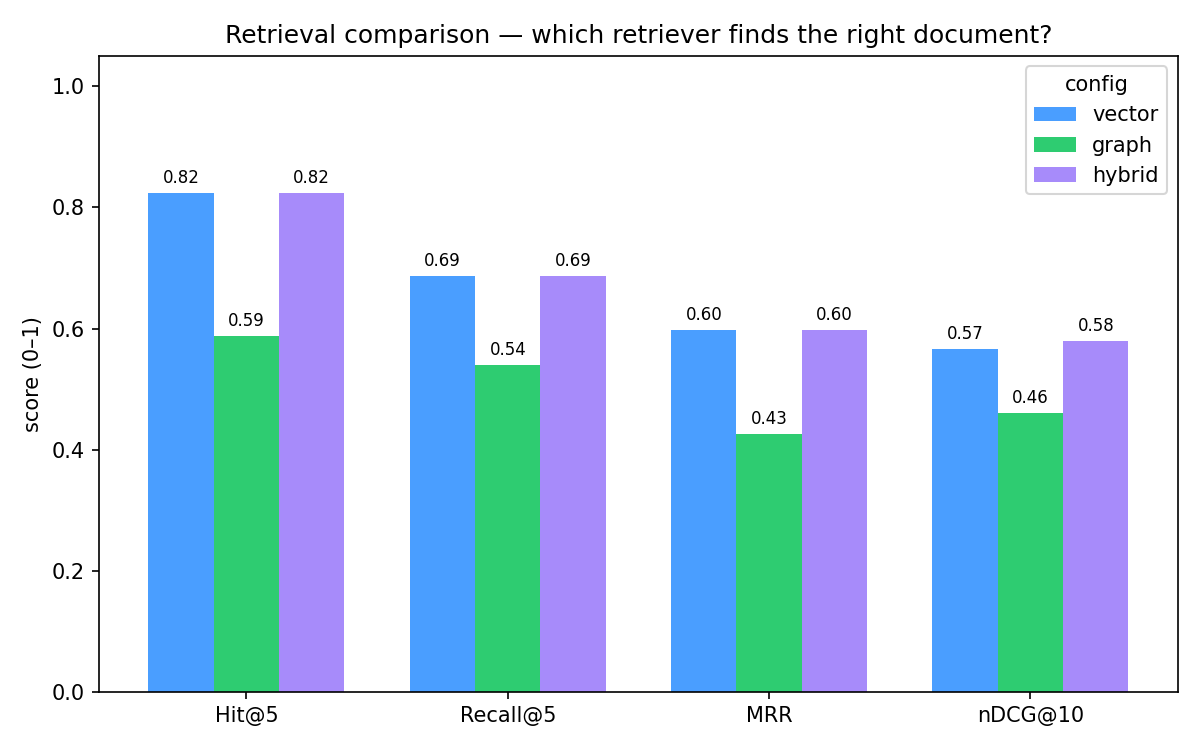 Retrieval comparison — which retriever finds the right document?
config
vector
graph
hybrid
score (0–1)
1.0
0.8
0.6
0.4
0.2
0.0
0.82
0.59
0.82
0.69
0.54
0.69
0.60
0.43
0.60
0.57
0.46
0.58
Hit@5
Recall@5
MRR
nDCG@10